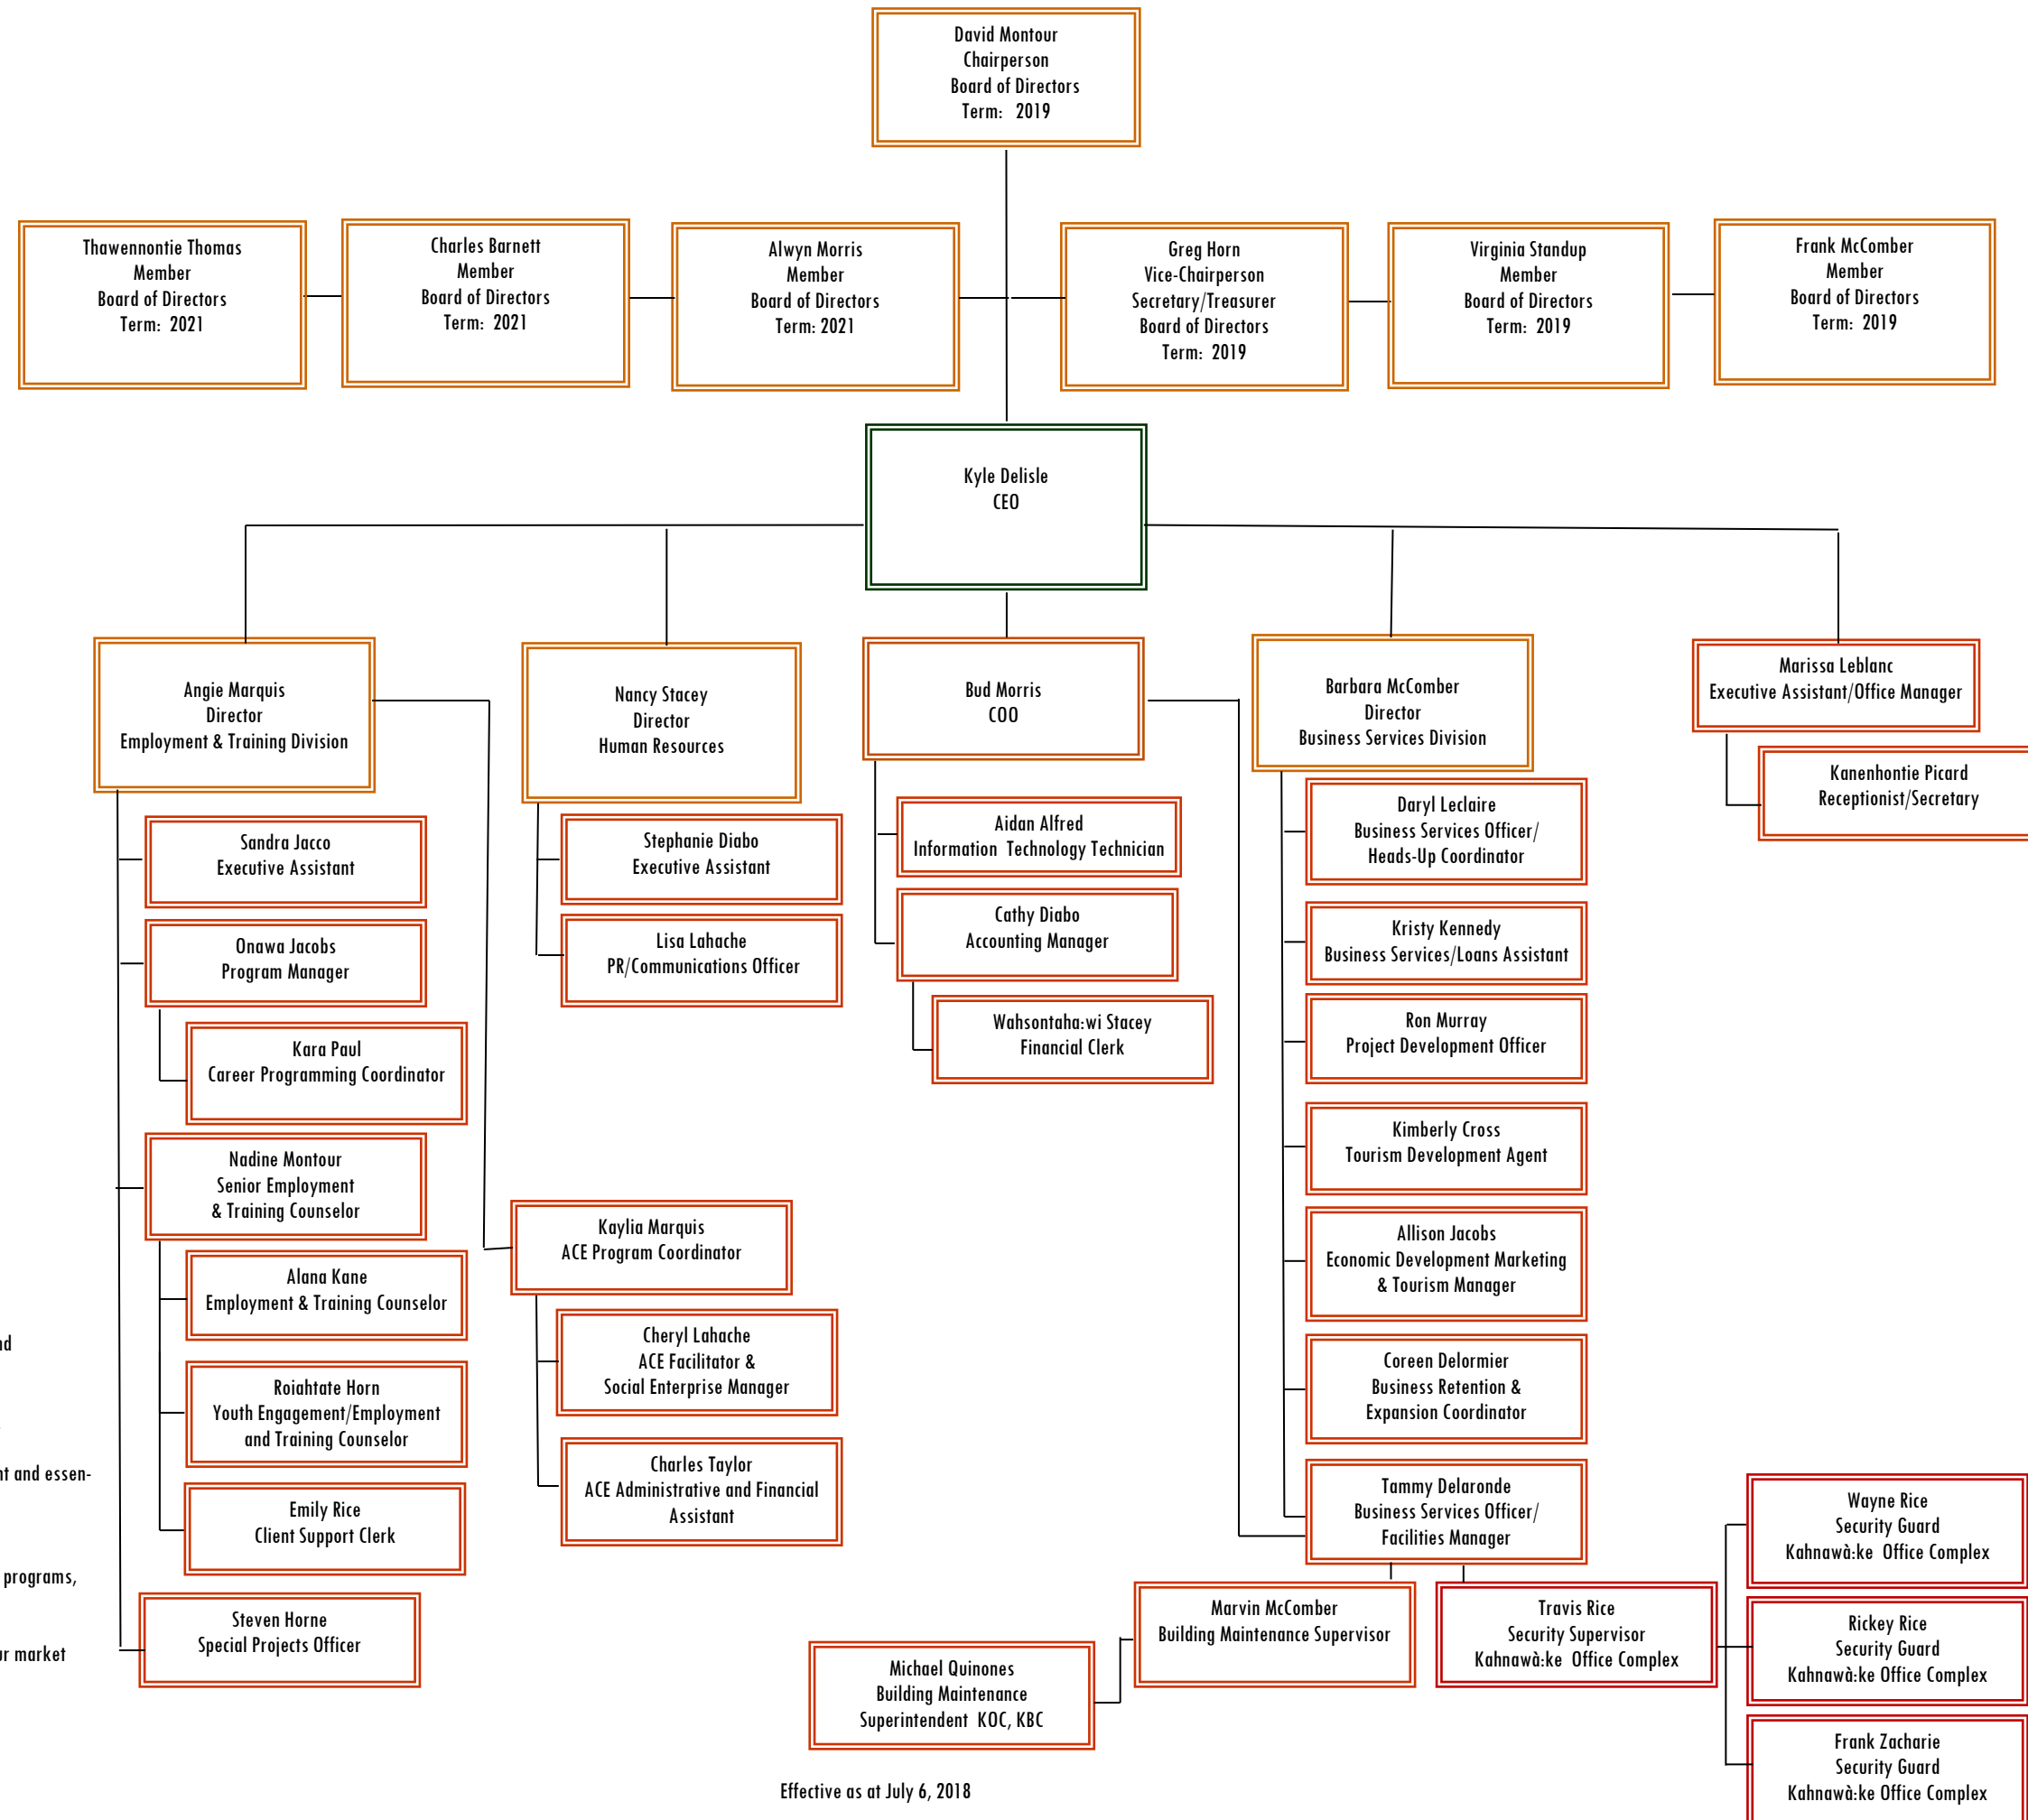 David Montour
Chairperson
Board of Directors
Term: 2019
Thawennontie Thomas
Member
Board of Directors
Term: 2021
Charles Barnett
Member
Board of Directors
Term: 2021
Alwyn Morris
Member
Board of Directors
Term: 2021
Greg Horn
Vice-Chairperson
Secretary/Treasurer
Board of Directors
Term: 2019
Virginia Standup
Member
Board of Directors
Term: 2019
Frank McComber
Member
Board of Directors
Term: 2019
Kyle Delisle
CEO
Angie Marquis
Director
Employment & Training Division
Sandra Jacco
Executive Assistant
Onawa Jacobs
Program Manager
Kara Paul
Career Programming Coordinator
Nadine Montour
Senior Employment
& Training Counselor
Alana Kane
Employment & Training Counselor
Roiahtate Horn
Youth Engagement/Employment
and Training Counselor
Emily Rice
Client Support Clerk
Steven Horne
Special Projects Officer
Kaylia Marquis
ACE Program Coordinator
Cheryl Lahache
ACE Facilitator &
Social Enterprise Manager
Charles Taylor
ACE Administrative and Financial
Assistant
Nancy Stacey
Director
Human Resources
Stephanie Diabo
Executive Assistant
Lisa Lahache
PR/Communications Officer
Bud Morris
COO
Aidan Alfred
Information Technology Technician
Cathy Diabo
Accounting Manager
Wahsontaha:wi Stacey
Financial Clerk
Barbara McComber
Director
Business Services Division
Daryl Leclaire
Business Services Officer/
Heads-Up Coordinator
Kristy Kennedy
Business Services/Loans Assistant
Ron Murray
Project Development Officer
Kimberly Cross
Tourism Development Agent
Allison Jacobs
Economic Development Marketing
& Tourism Manager
Coreen Delormier
Business Retention &
Expansion Coordinator
Tammy Delaronde
Business Services Officer/
Facilities Manager
Marvin McComber
Building Maintenance Supervisor
Michael Quinones
Building Maintenance
Superintendent KOC, KBC
Travis Rice
Security Supervisor
Kahnawà:ke Office Complex
Wayne Rice
Security Guard
Kahnawà:ke Office Complex
Rickey Rice
Security Guard
Kahnawà:ke Office Complex
Frank Zacharie
Security Guard
Kahnawà:ke Office Complex
Marissa Leblanc
Executive Assistant/Office Manager
Kanenhontie Picard
Receptionist/Secretary
and essen-
programs,
market
Effective as at July 6, 2018